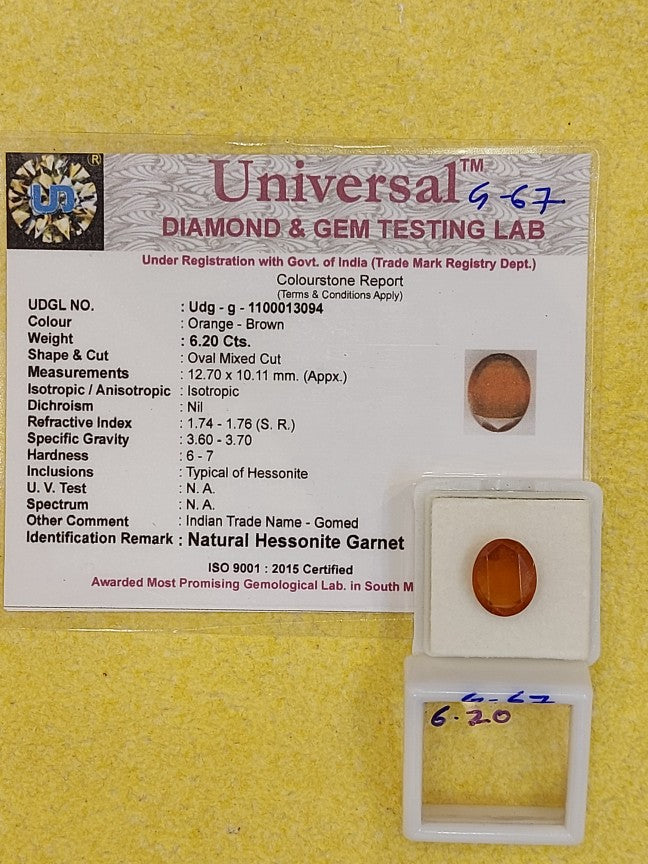 UD ®
Universal™ G-67
DIAMOND & GEM TESTING LAB
Under Registration with Govt. of India (Trade Mark Registry Dept.)
Colourstone Report
(Terms & Conditions Apply)
UDGL NO. : Udg - g - 1100013094
Colour : Orange - Brown
Weight : 6.20 Cts.
Shape & Cut : Oval Mixed Cut
Measurements : 12.70 x 10.11 mm. (Appx.)
Isotropic / Anisotropic : Isotropic
Dichroism : Nil
Refractive Index : 1.74 - 1.76 (S. R.)
Specific Gravity : 3.60 - 3.70
Hardness : 6 - 7
Inclusions : Typical of Hessonite
U. V. Test : N. A.
Spectrum : N. A.
Other Comment : Indian Trade Name - Gomed
Identification Remark : Natural Hessonite Garnet
ISO 9001 : 2015 Certified
Awarded Most Promising Gemological Lab. in South M
G-67
6.20